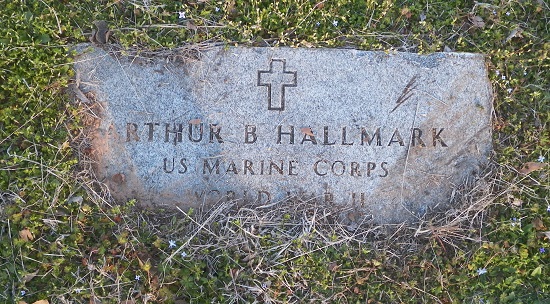 ARTHUR B HALLMARK
US MARINE CORPS
WORLD WAR II